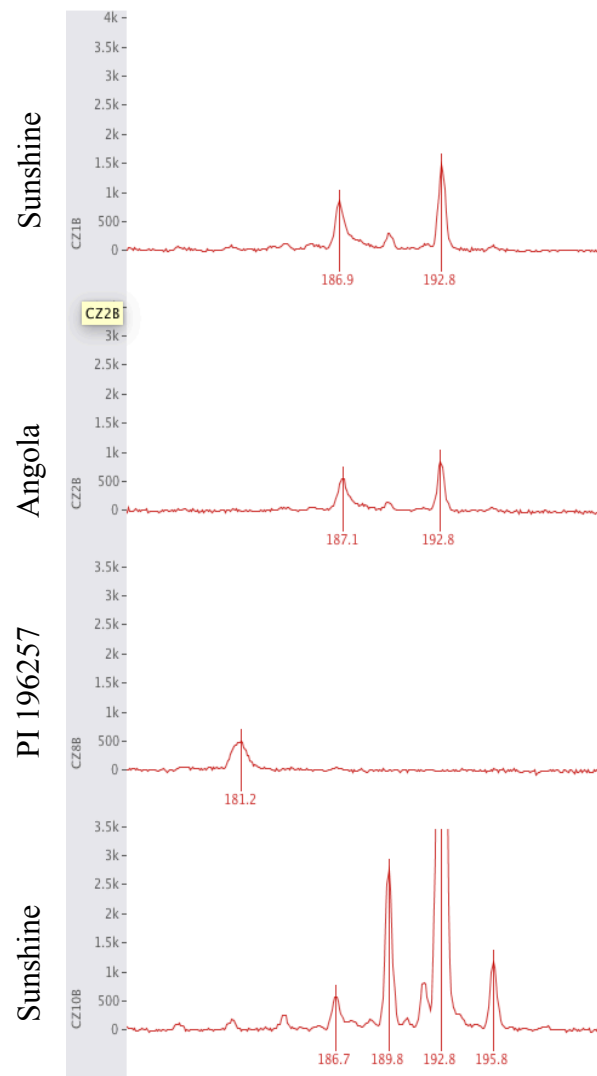 Sunshine
CZ1B
4k
3.5k
3k
2.5k
2k
1.5k
1k
500
0
186.9 192.8
Angola
CZ2B
CZ2B
3k
2.5k
2k
1.5k
1k
500
0
187.1 192.8
PI 196257
CZ8B
3.5k
3k
2.5k
2k
1.5k
1k
500
0
181.2
Sunshine
CZ10B
3.5k
3k
2.5k
2k
1.5k
1k
500
0
186.7 189.8 192.8 195.8